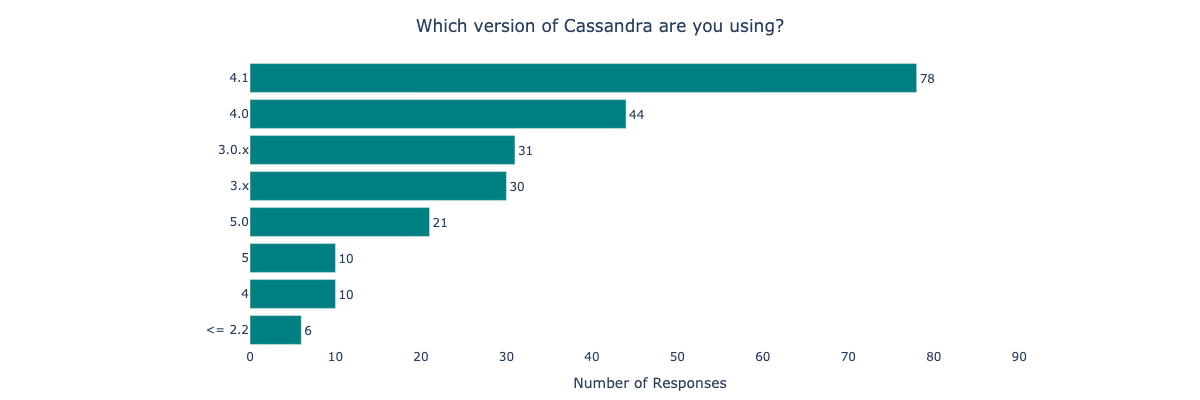 Which version of Cassandra are you using?
4.1 78
4.0 44
3.0.x 31
3.x 30
5.0 21
5 10
4 10
<= 2.2 6
0 10 20 30 40 50 60 70 80 90
Number of Responses